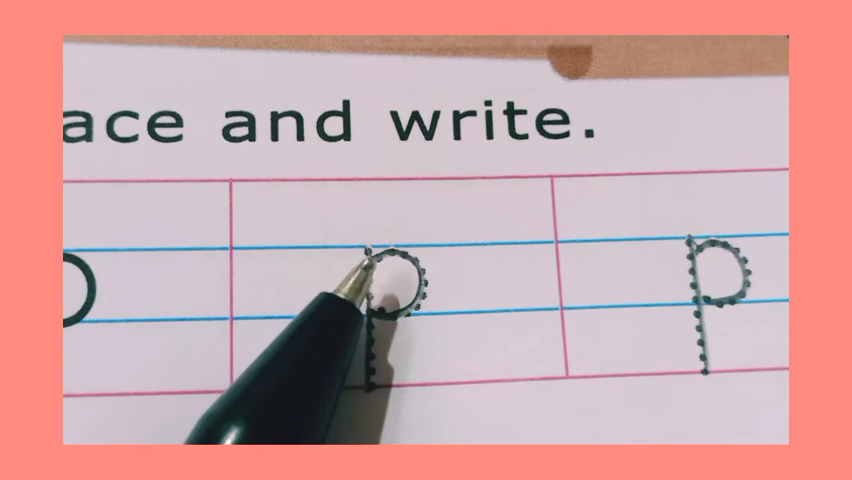 ace and write.
p p